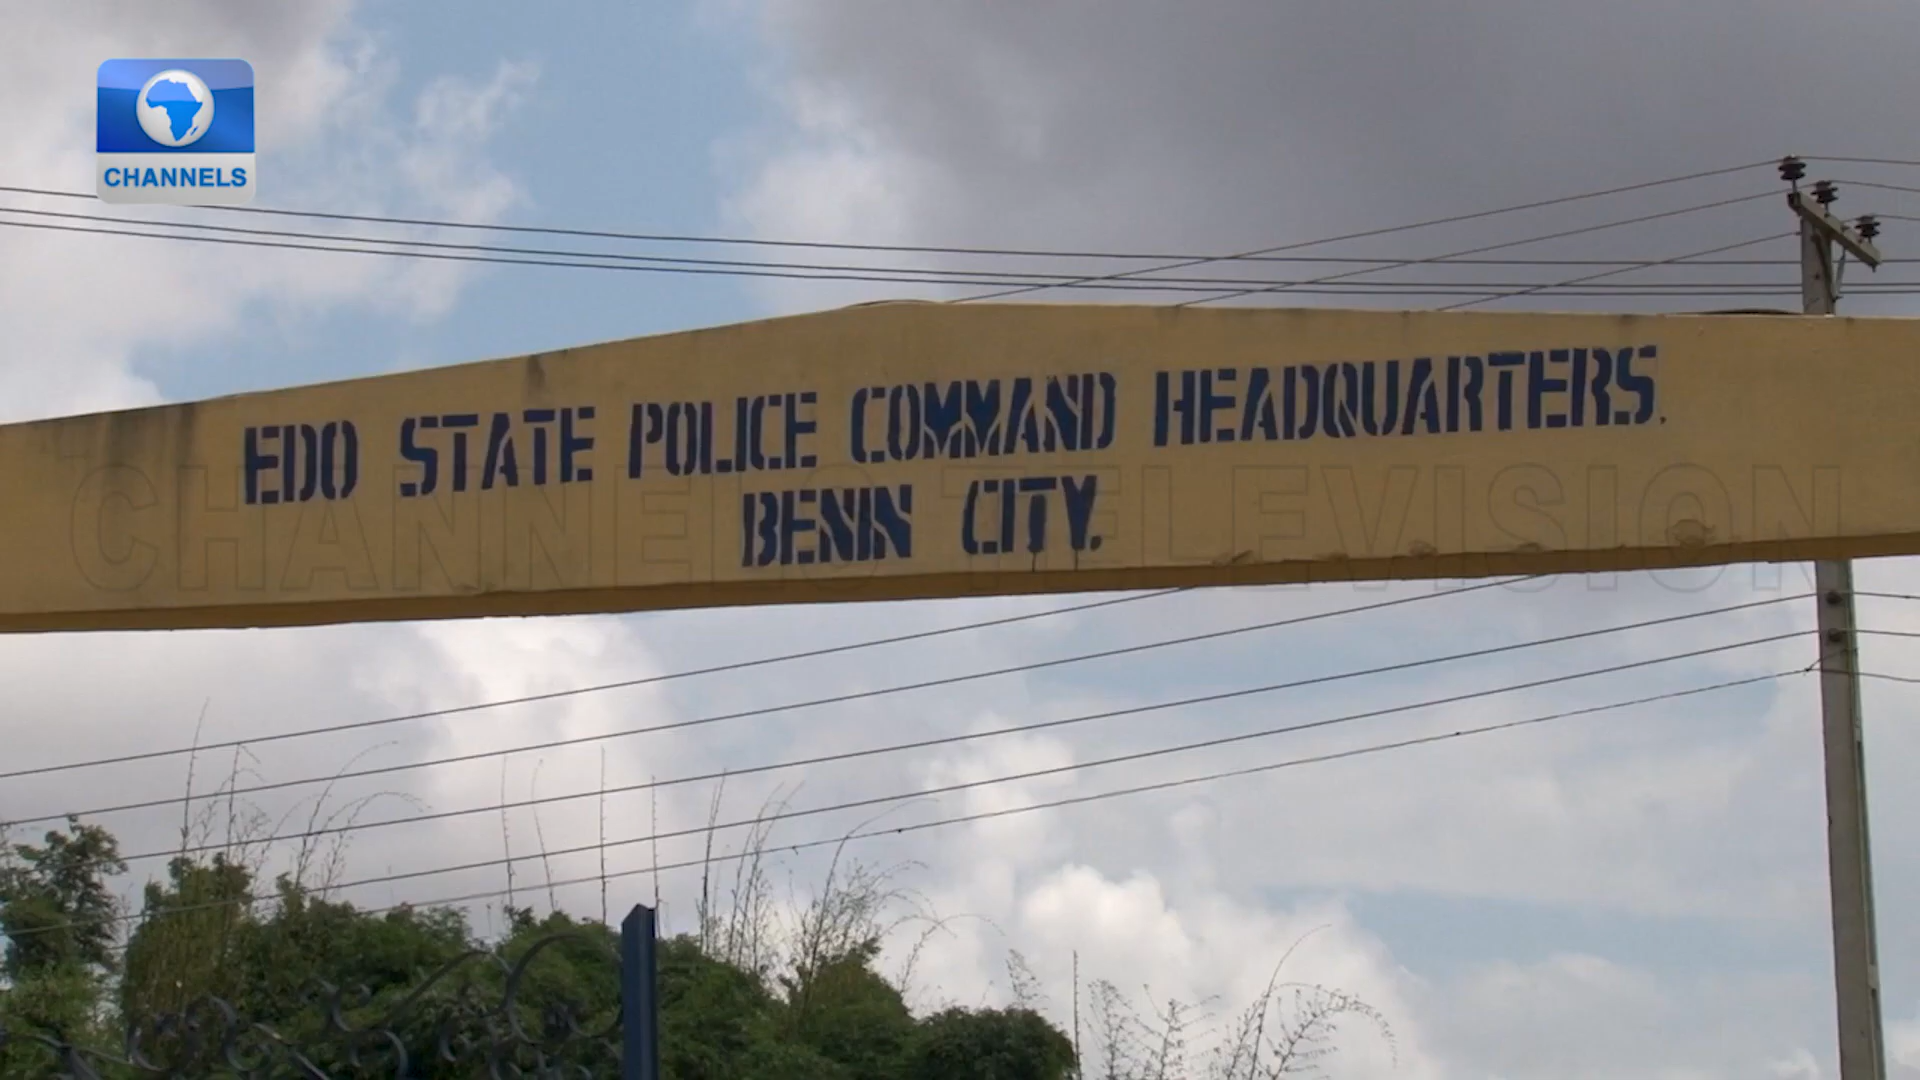 CHANNELS
EDO STATE POLICE COMMAND HEADQUARTERS.
BENIN CITY.
CHANNELS TELEVISION